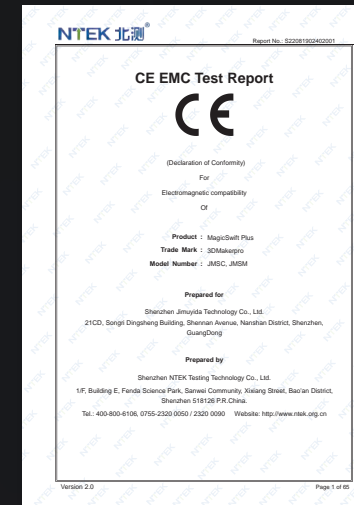 NTEK 北测®
Report No.: S22081902402001
CE EMC Test Report
CE
(Declaration of Conformity)
For
Electromagnetic compatibility
Of
Product : MagicSwift Plus
Trade Mark : 3DMakerpro
Model Number : JMSC, JMSM
Prepared for
Shenzhen Jimuyida Technology Co., Ltd.
21CD, Songri Dingsheng Building, Shennan Avenue, Nanshan District, Shenzhen,
GuangDong
Prepared by
Shenzhen NTEK Testing Technology Co., Ltd.
1/F, Building E, Fenda Science Park, Sanwei Community, Xixiang Street, Bao'an District,
Shenzhen 518126 P.R.China.
Tel.: 400-800-6106, 0755-2320 0050 / 2320 0090 Website: http://www.ntek.org.cn
Version 2.0
Page 1 of 65